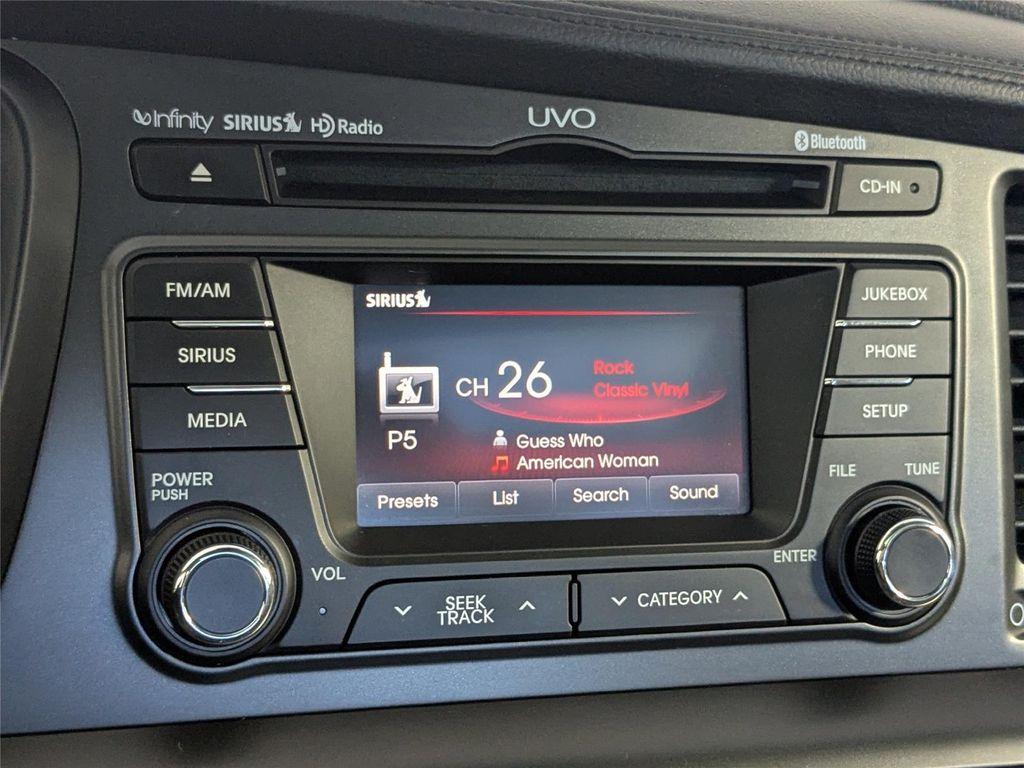 Infinity SIRIUS HD Radio
UVO
Bluetooth
CD-IN
FM/AM
SIRIUS
MEDIA
POWER
PUSH
VOL
SIRIUS
CH 26
Rock
Classic Vinyl
P5
Guess Who
American Woman
Presets List Search Sound
JUKEBOX
PHONE
SETUP
FILE TUNE
ENTER
SEEK
TRACK
CATEGORY